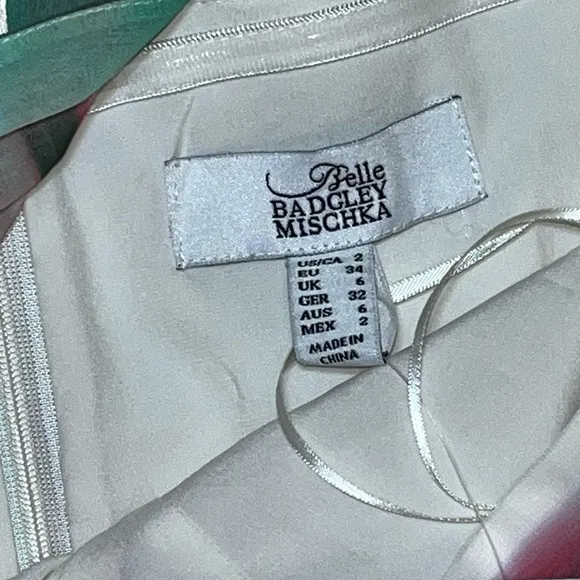 Belle
BADGLEY
MISCHKA
US/CA 2
EU 34
UK 6
GER 32
AUS 6
MEX 2
MADE IN
CHINA